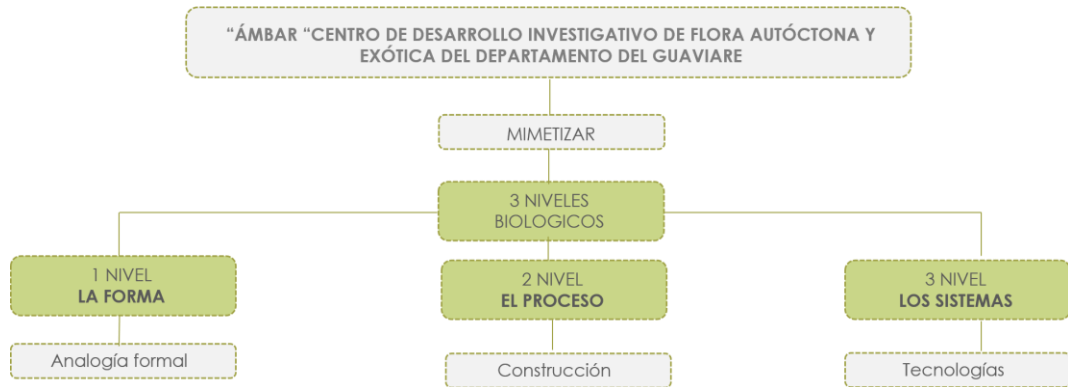 “ÁMBAR “CENTRO DE DESARROLLO INVESTIGATIVO DE FLORA AUTÓCTONA Y
EXÓTICA DEL DEPARTAMENTO DEL GUAVIARE
MIMETIZAR
3 NIVELES
BIOLOGICOS
1 NIVEL
LA FORMA
2 NIVEL
EL PROCESO
3 NIVEL
LOS SISTEMAS
Analogía formal
Construcción
Tecnologías